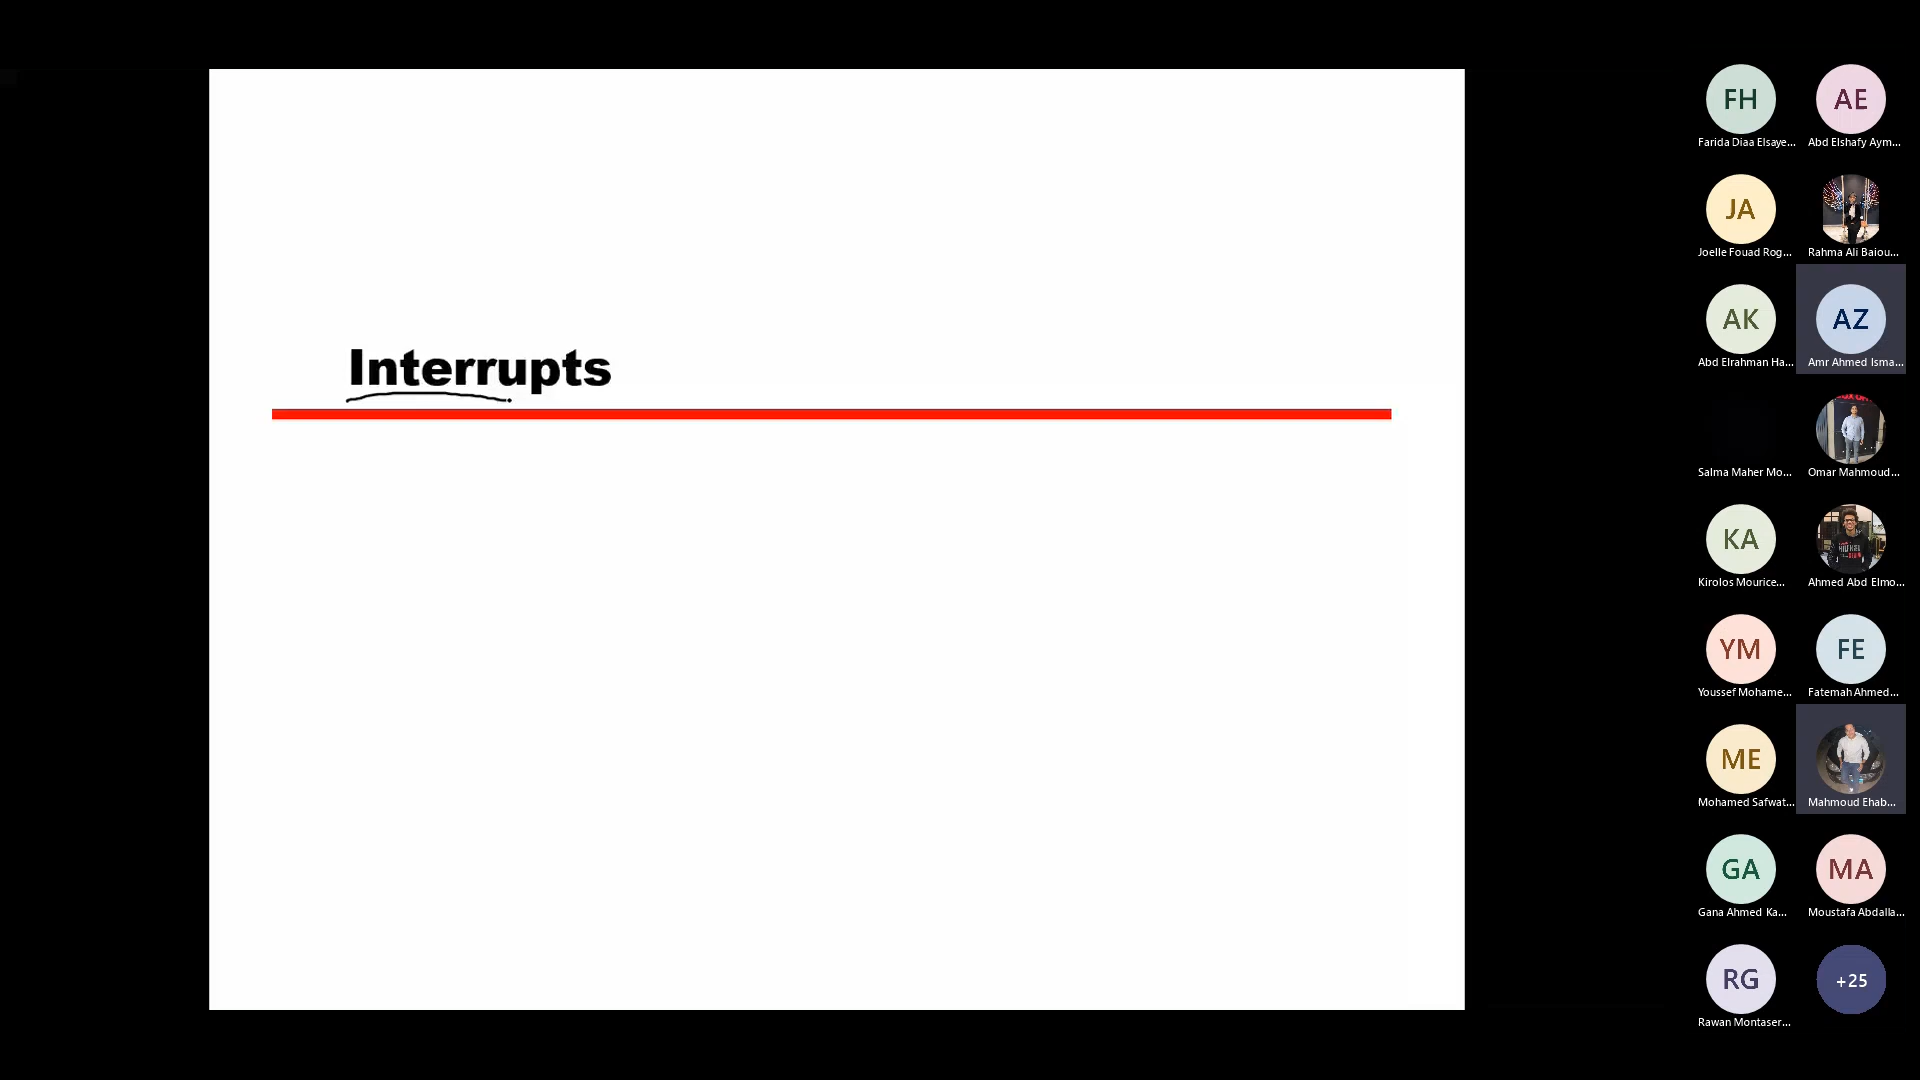 Interrupts
FH
AE
Farida Diaa Elsaye...
Abd Elshafy Aym...
JA
Joelle Fouad Rog...
Rahma Ali Baiou...
AK
AZ
Abd Elrahman Ha...
Amr Ahmed Isma...
Salma Maher Mo...
Omar Mahmoud...
KA
Kirolos Mourice...
Ahmed Abd Elmo...
YM
FE
Youssef Mohame...
Fatemah Ahmed...
ME
Mohamed Safwat...
Mahmoud Ehab...
GA
MA
Gana Ahmed Ka...
Moustafa Abdalla...
RG
+25
Rawan Montaser...